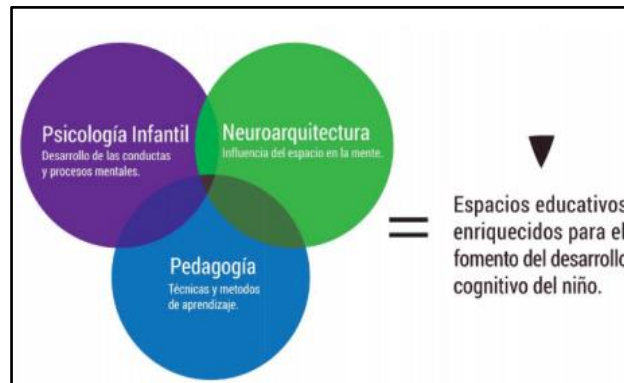 Psicología Infantil
Desarrollo de las conductas
y procesos mentales.
Neuroarquitectura
Influencia del espacio en la mente.
Pedagogía
Técnicas y metodos
de aprendizaje.
=
Espacios educativos
enriquecidos para el
fomento del desarrollo
cognitivo del niño.